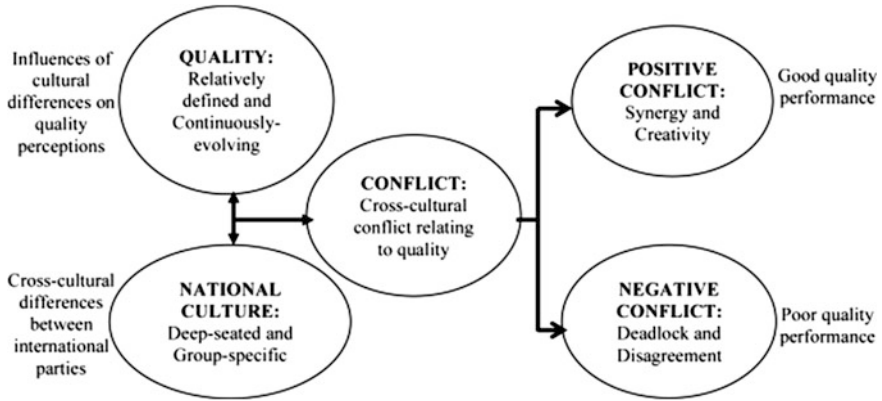 Influences of
cultural
differences on
quality
perceptions
QUALITY:
Relatively
defined and
Continuously-
evolving
CONFLICT:
Cross-cultural
conflict relating
to quality
POSITIVE
CONFLICT:
Synergy and
Creativity
Good quality
performance
Cross-cultural
differences
between
international
parties
NATIONAL
CULTURE:
Deep-seated and
Group-specific
NEGATIVE
CONFLICT:
Deadlock and
Disagreement
Poor quality
performance